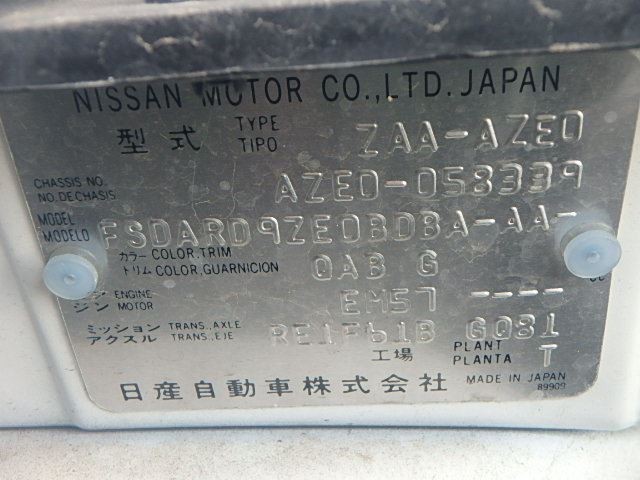 NISSAN MOTOR CO.,LTD.JAPAN
型式 TYPE TIPO ZAA-AZE0
CHASSIS NO. NO.DECHASIS AZE0-058339
MODEL MODELO FSDARD9ZE0BDBA-AA-
カラー COLOR,TRIM トリム COLOR,GUARNICION QAB G
ジン ENGINE MOTOR EM57 ----
ミッション TRANS.,AXLE アクスル TRANS.,EJE RE1F61B G081
工場 PLANT PLANTA T
日産自動車株式会社 MADE IN JAPAN
89909